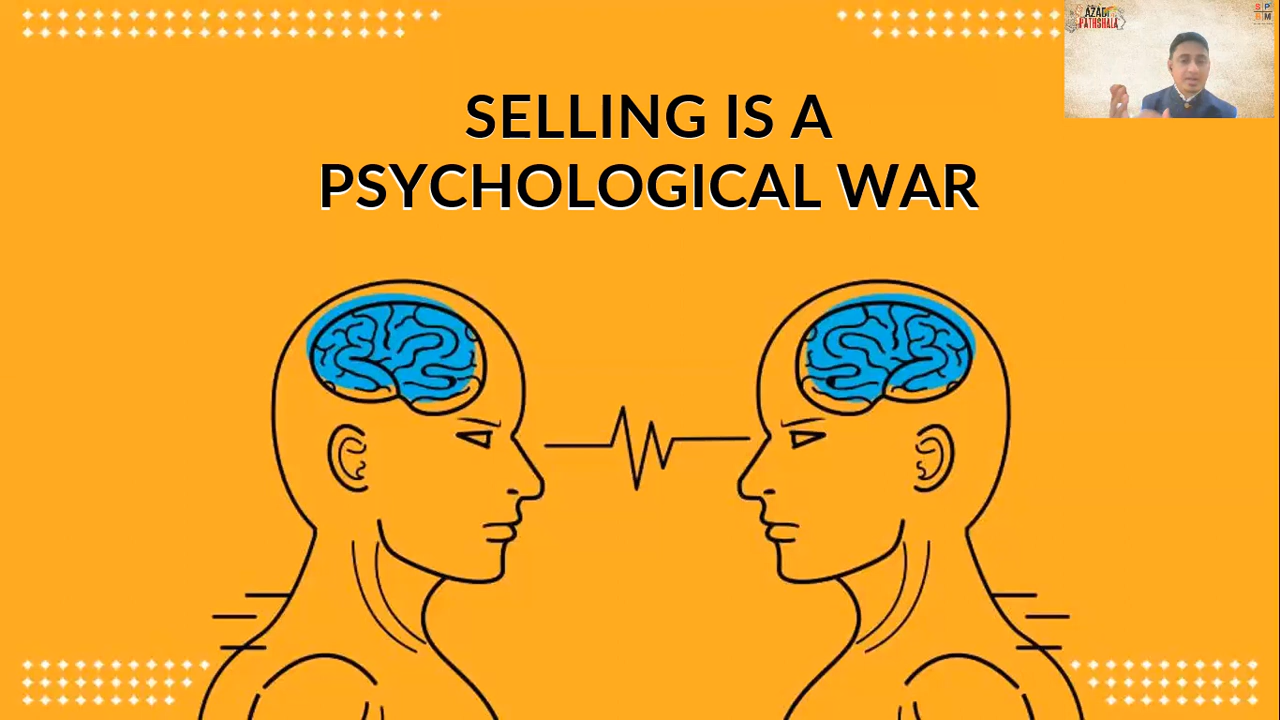 SELLING IS A
PSYCHOLOGICAL WAR
AZADI
PATHSHALA
S P
B M